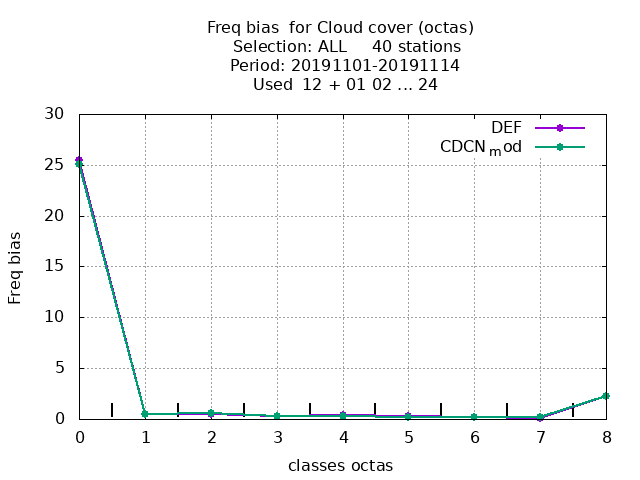 Freq bias for Cloud cover (octas)
Selection: ALL 40 stations
Period: 20191101-20191114
Used 12 + 01 02 ... 24
DEF
CDCN mod
30
25
20
15
10
5
0
Freq bias
0 1 2 3 4 5 6 7 8
classes octas